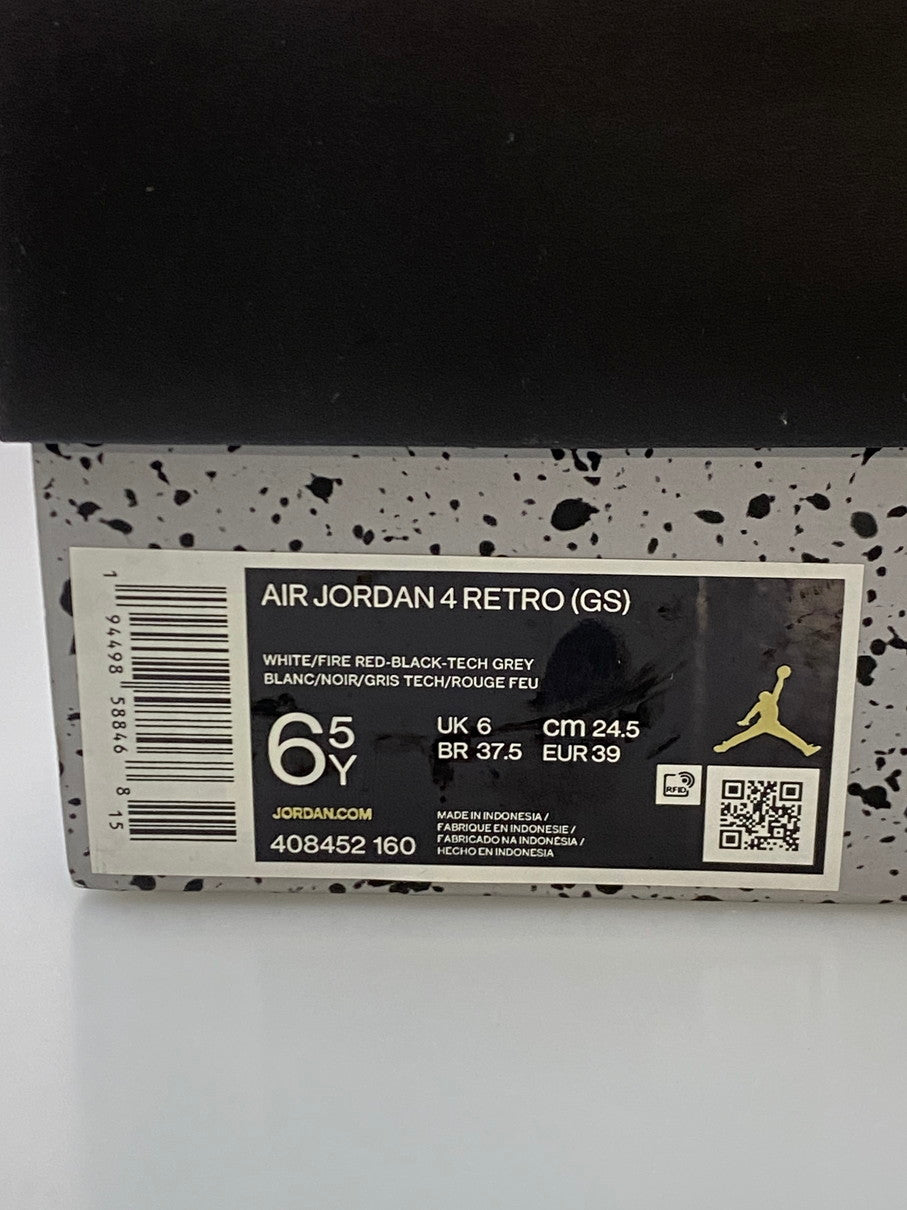 AIR JORDAN 4 RETRO (GS)
WHITE/FIRE RED-BLACK-TECH GREY
BLANC/NOIR/GRIS TECH/ROUGE FEU
6 5Y
UK 6 cm 24.5
BR 37.5 EUR 39
RFID
JORDAN.COM
408452 160
MADE IN INDONESIA /
FABRIQUE EN INDONESIE /
FABRICADO NA INDONESIA /
HECHO EN INDONESIA
1 94498 58846 8 15